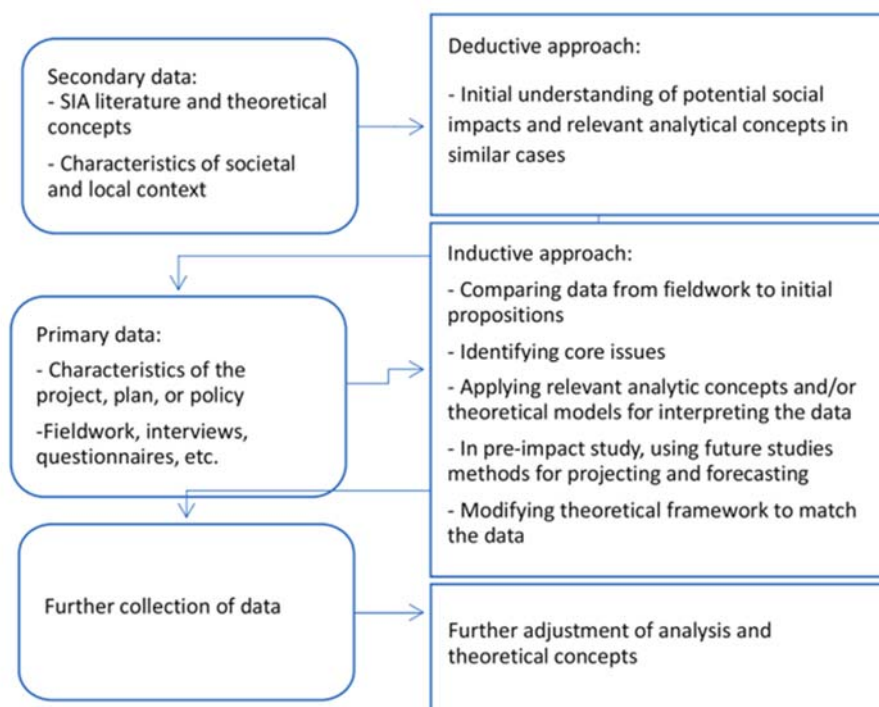 Secondary data:
- SIA literature and theoretical
concepts
- Characteristics of societal
and local context
Deductive approach:
- Initial understanding of potential social
impacts and relevant analytical concepts in
similar cases
Primary data:
- Characteristics of the
project, plan, or policy
-Fieldwork, interviews,
questionnaires, etc.
Inductive approach:
- Comparing data from fieldwork to initial
propositions
- Identifying core issues
- Applying relevant analytic concepts and/or
theoretical models for interpreting the data
- In pre-impact study, using future studies
methods for projecting and forecasting
- Modifying theoretical framework to match
the data
Further collection of data
Further adjustment of analysis and
theoretical concepts